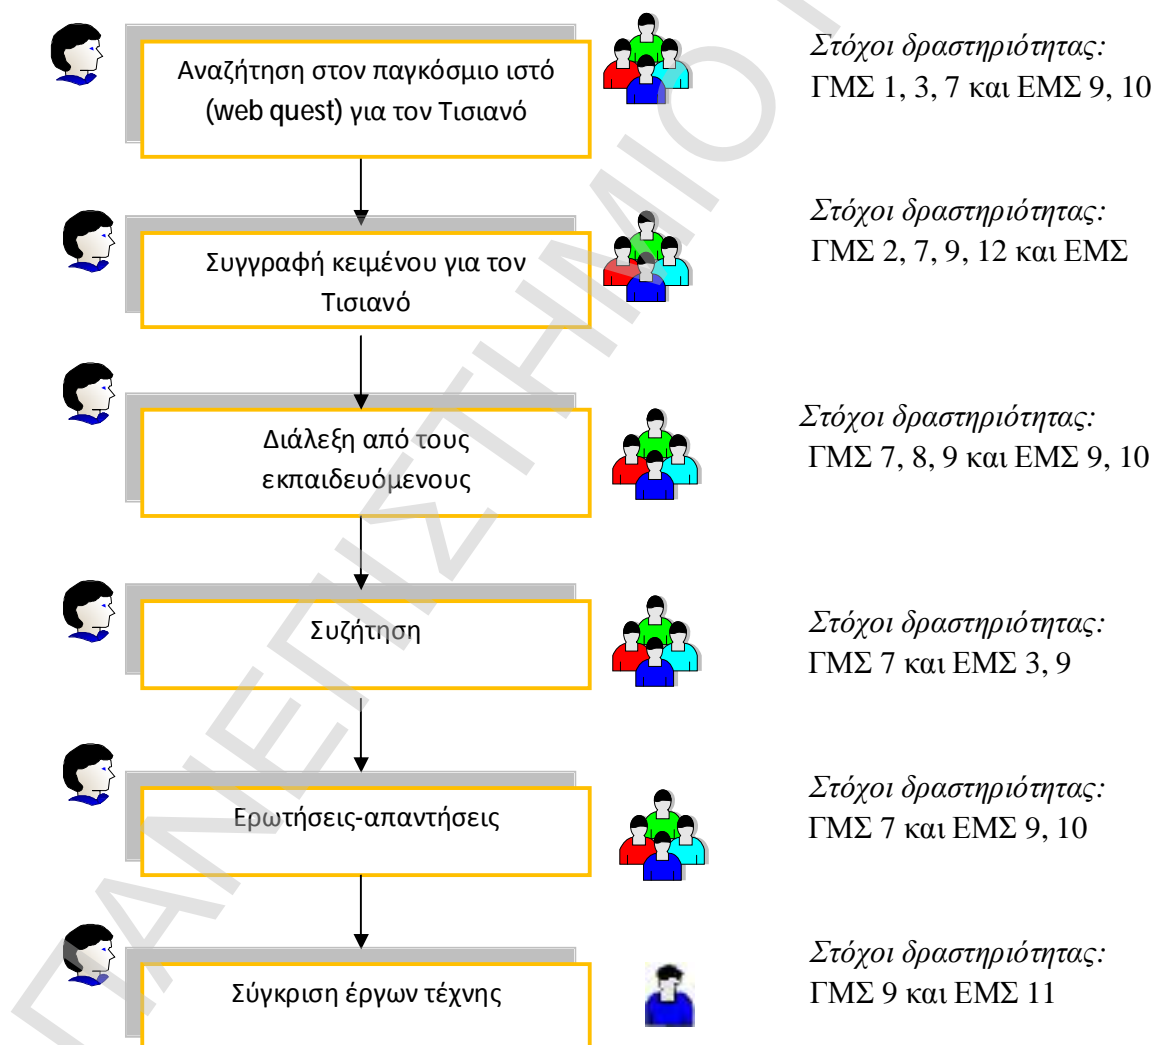 Αναζήτηση στον παγκόσμιο ιστό
(web quest) για τον Τισιανό
Στόχοι δραστηριότητας:
ΓΜΣ 1, 3, 7 και ΕΜΣ 9, 10
Συγγραφή κειμένου για τον
Τισιανό
Στόχοι δραστηριότητας:
ΓΜΣ 2, 7, 9, 12 και ΕΜΣ
Διάλεξη από τους
εκπαιδευόμενους
Στόχοι δραστηριότητας:
ΓΜΣ 7, 8, 9 και ΕΜΣ 9, 10
Συζήτηση
Στόχοι δραστηριότητας:
ΓΜΣ 7 και ΕΜΣ 3, 9
Ερωτήσεις-απαντήσεις
Στόχοι δραστηριότητας:
ΓΜΣ 7 και ΕΜΣ 9, 10
Σύγκριση έργων τέχνης
Στόχοι δραστηριότητας:
ΓΜΣ 9 και ΕΜΣ 11
ΠΑΝΕΠΙΣΤΗΜΙΟ